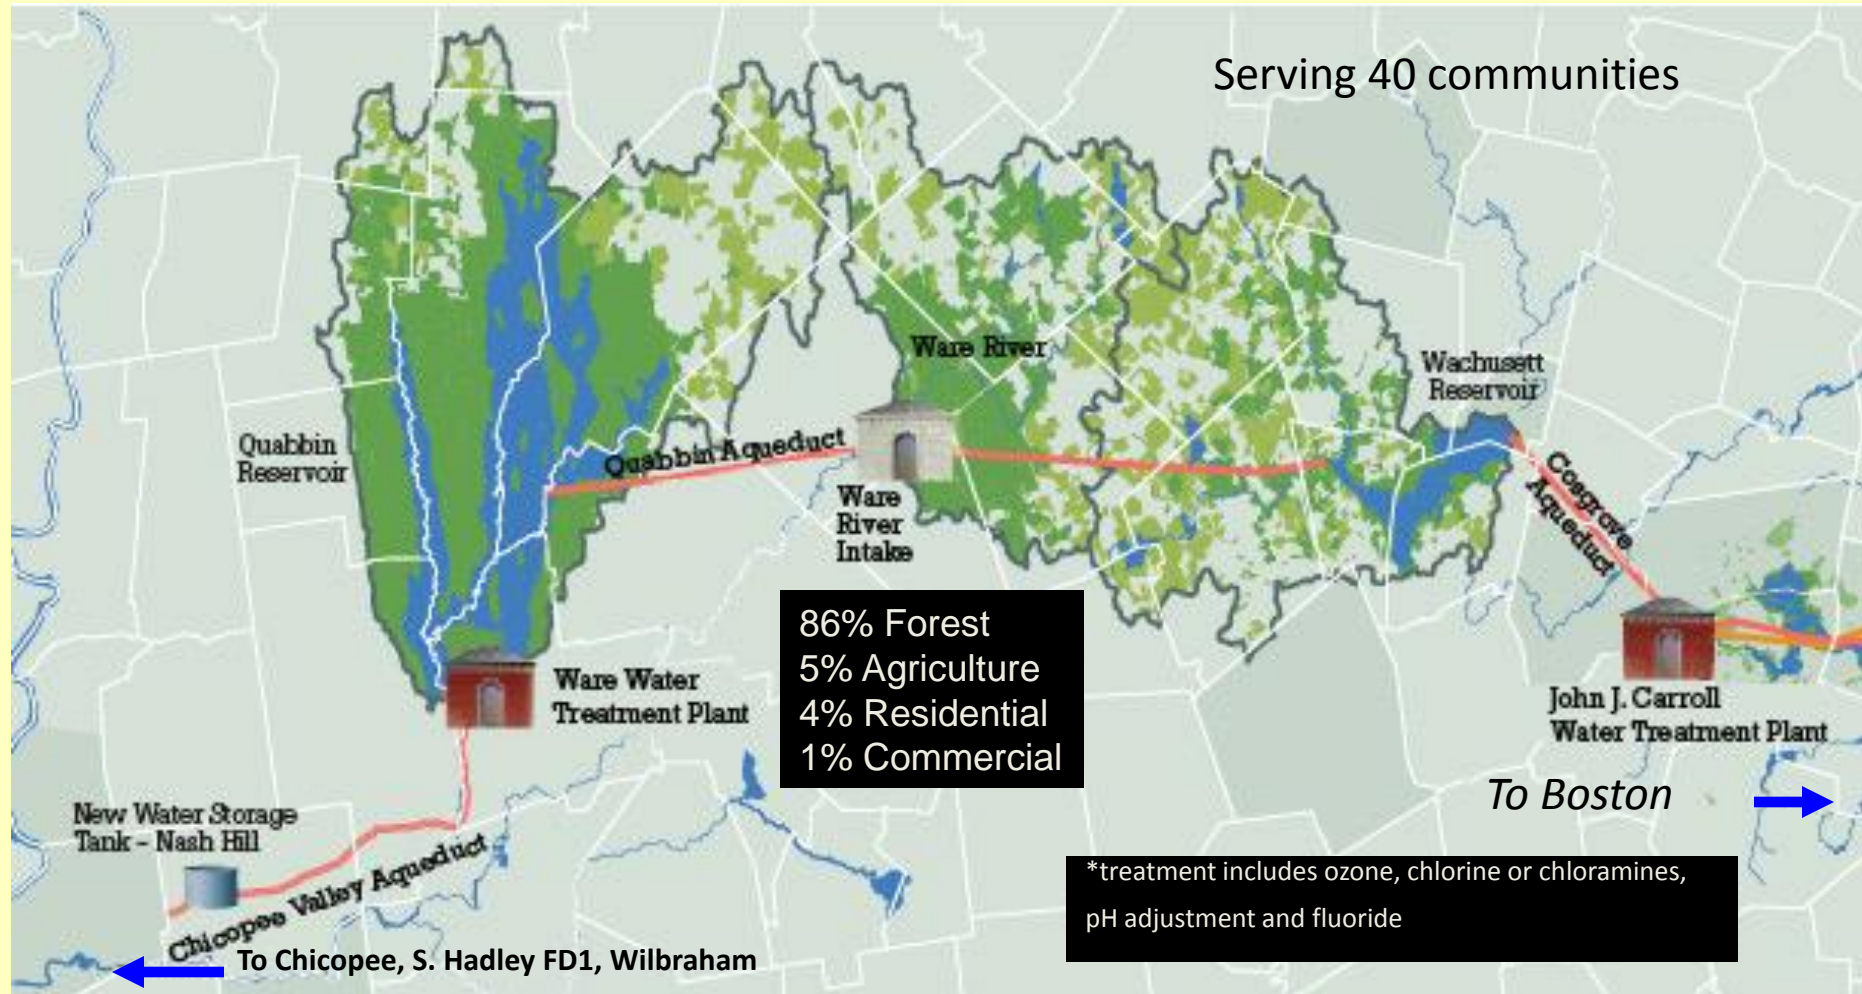 Serving 40 communities
Ware River
Wachusett
Reservoir
Quabbin
Reservoir
Quabbin Aqueduct
Ware
River
Intake
Cosgrove
Aqueduct
86% Forest
5% Agriculture
4% Residential
1% Commercial
Ware Water
Treatment Plant
John J. Carroll
Water Treatment Plant
To Boston
New Water Storage
Tank – Nash Hill
Chicopee Valley Aqueduct
*treatment includes ozone, chlorine or chloramines,
pH adjustment and fluoride
To Chicopee, S. Hadley FD1, Wilbraham